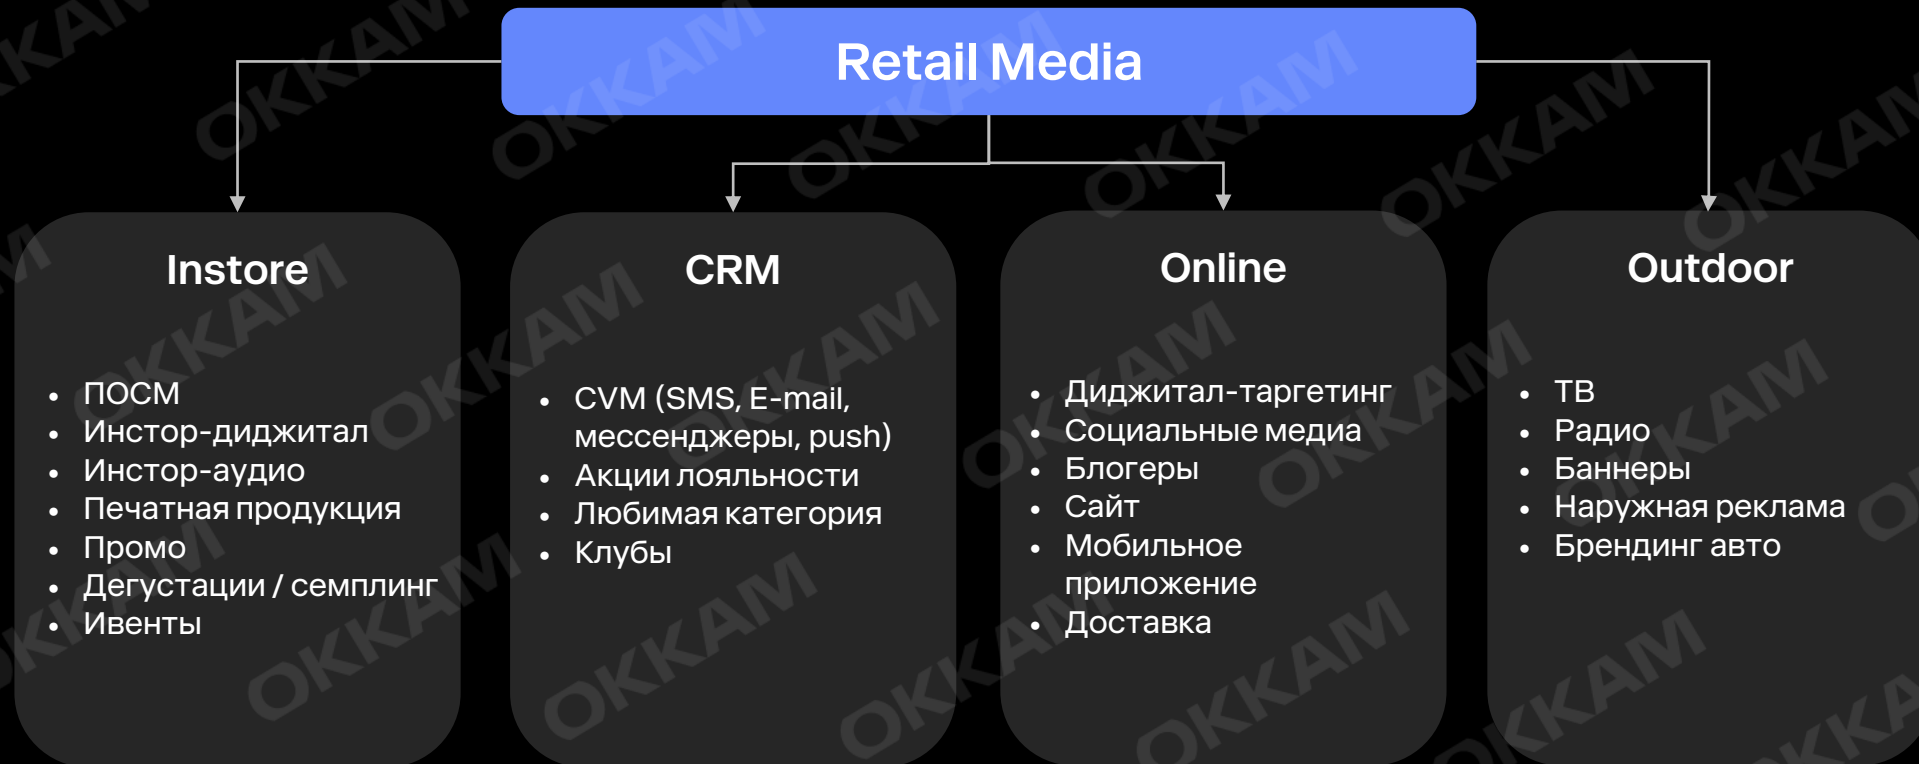 Retail Media
Instore
• ПОСМ
• Инстор-диджитал
• Инстор-аудио
• Печатная продукция
• Промо
• Дегустации / семплинг
• Ивенты
CRM
• CVM (SMS, E-mail,
мессенджеры, push)
• Акции лояльности
• Любимая категория
• Клубы
Online
• Диджитал-таргетинг
• Социальные медиа
• Блогеры
• Сайт
• Мобильное
приложение
• Доставка
Outdoor
• ТВ
• Радио
• Баннеры
• Наружная реклама
• Брендинг авто
OKKAM